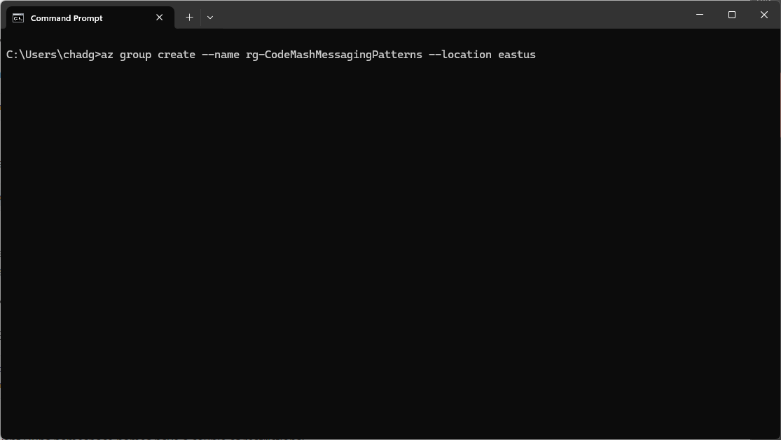 Command Prompt
C:\Users\chadg>az group create --name rg-CodeMashMessagingPatterns --location eastus